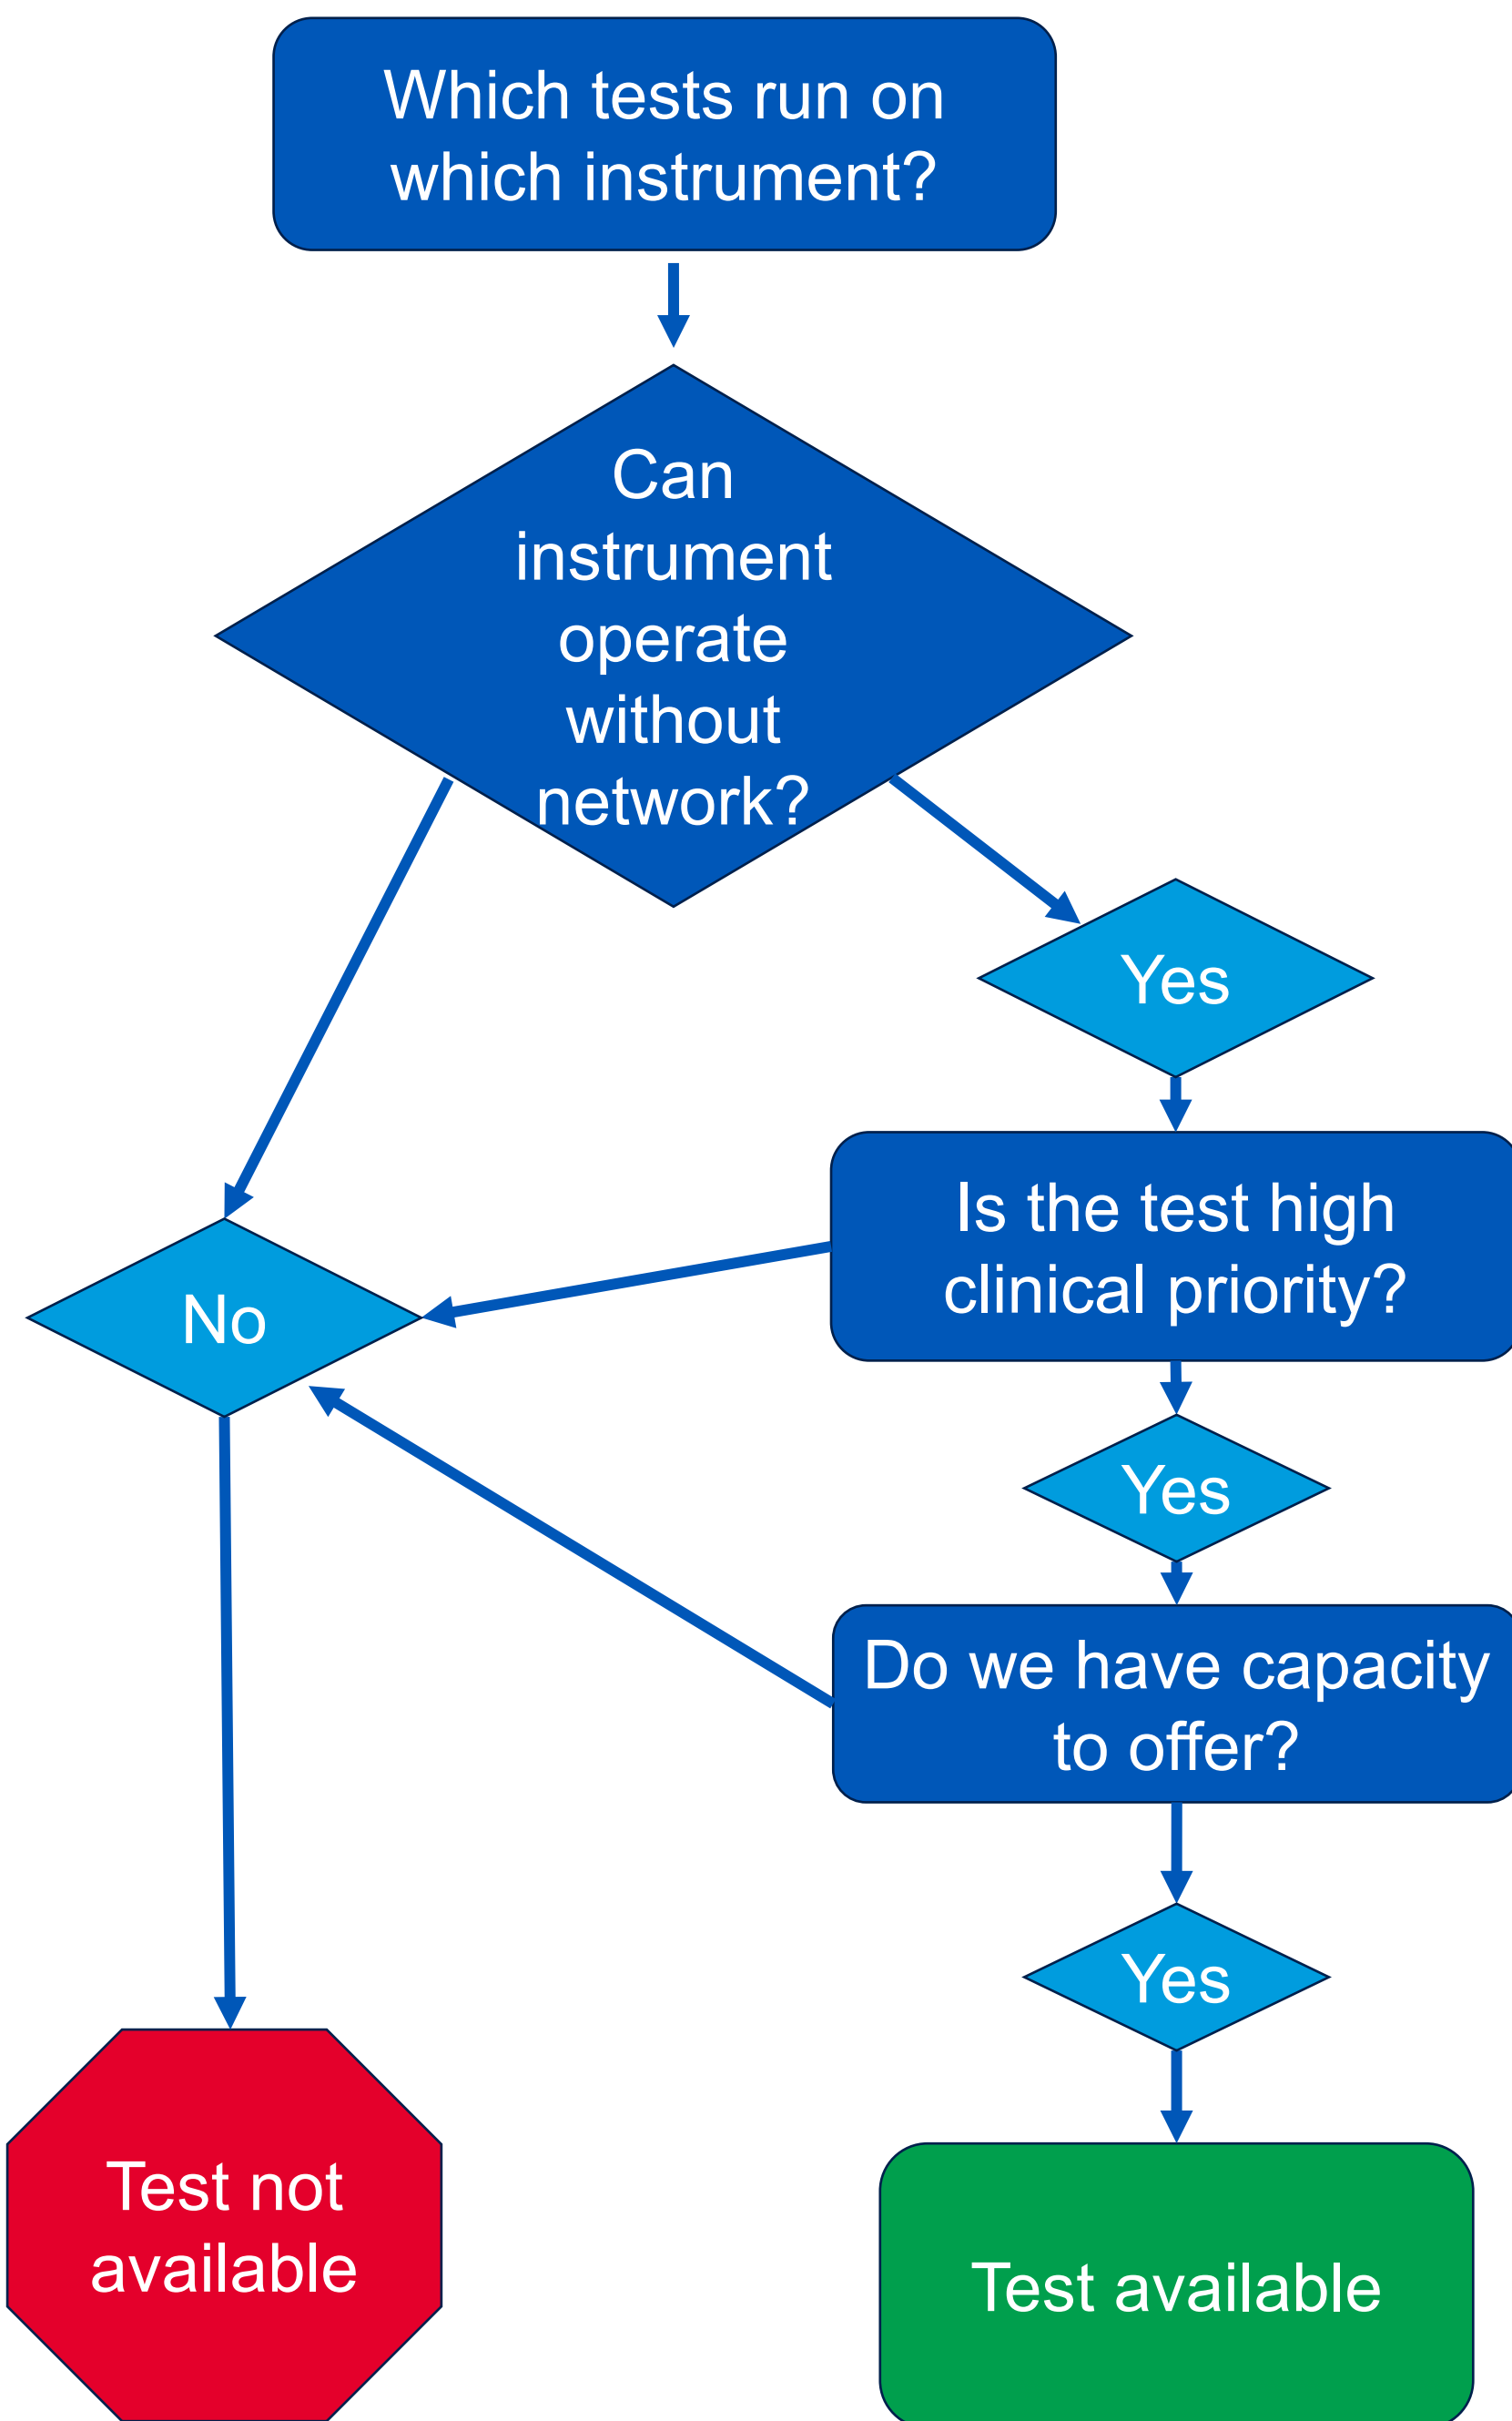 Which tests run on
which instrument?
Can
instrument
operate
without
network?
Yes
Is the test high
clinical priority?
No
Yes
Do we have capacity
to offer?
Yes
Test not
available
Test available